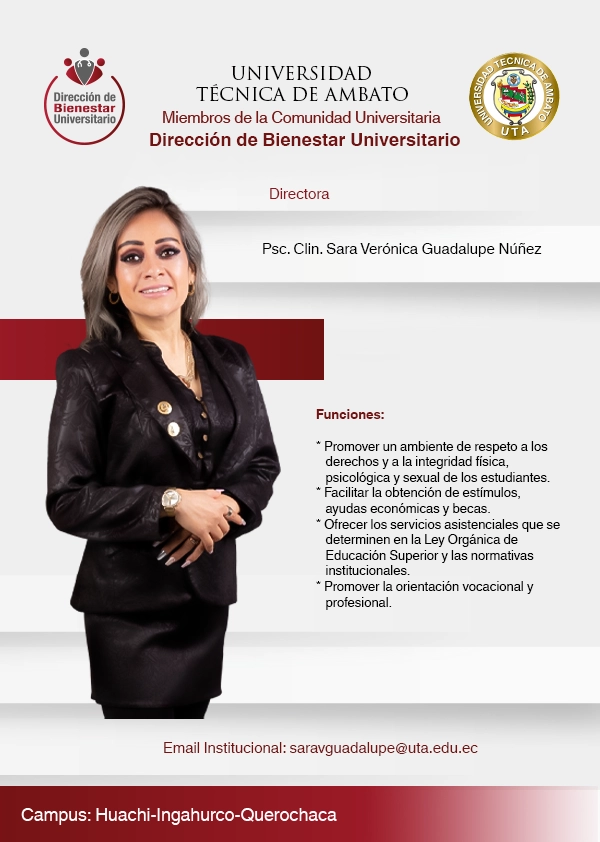 Dirección de
Bienestar
Universitario
UNIVERSIDAD
TÉCNICA DE AMBATO
Miembros de la Comunidad Universitaria
Dirección de Bienestar Universitario
UNIVERSIDAD TECNICA DE AMBATO
UTA
Directora
Psc. Clin. Sara Verónica Guadalupe Núñez
Funciones:
* Promover un ambiente de respeto a los
derechos y a la integridad física,
psicológica y sexual de los estudiantes.
* Facilitar la obtención de estímulos,
ayudas económicas y becas.
* Ofrecer los servicios asistenciales que se
determinen en la Ley Orgánica de
Educación Superior y las normativas
institucionales.
* Promover la orientación vocacional y
profesional.
Email Institucional: saravguadalupe@uta.edu.ec
Campus: Huachi-Ingahurco-Querochaca